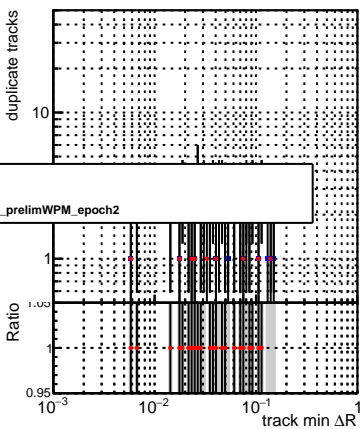 duplicate tracks
10
_prelimWPM_epoch2
1
Ratio
1.05
1
0.95
10⁻³
10⁻²
10⁻¹
1
track min ΔR